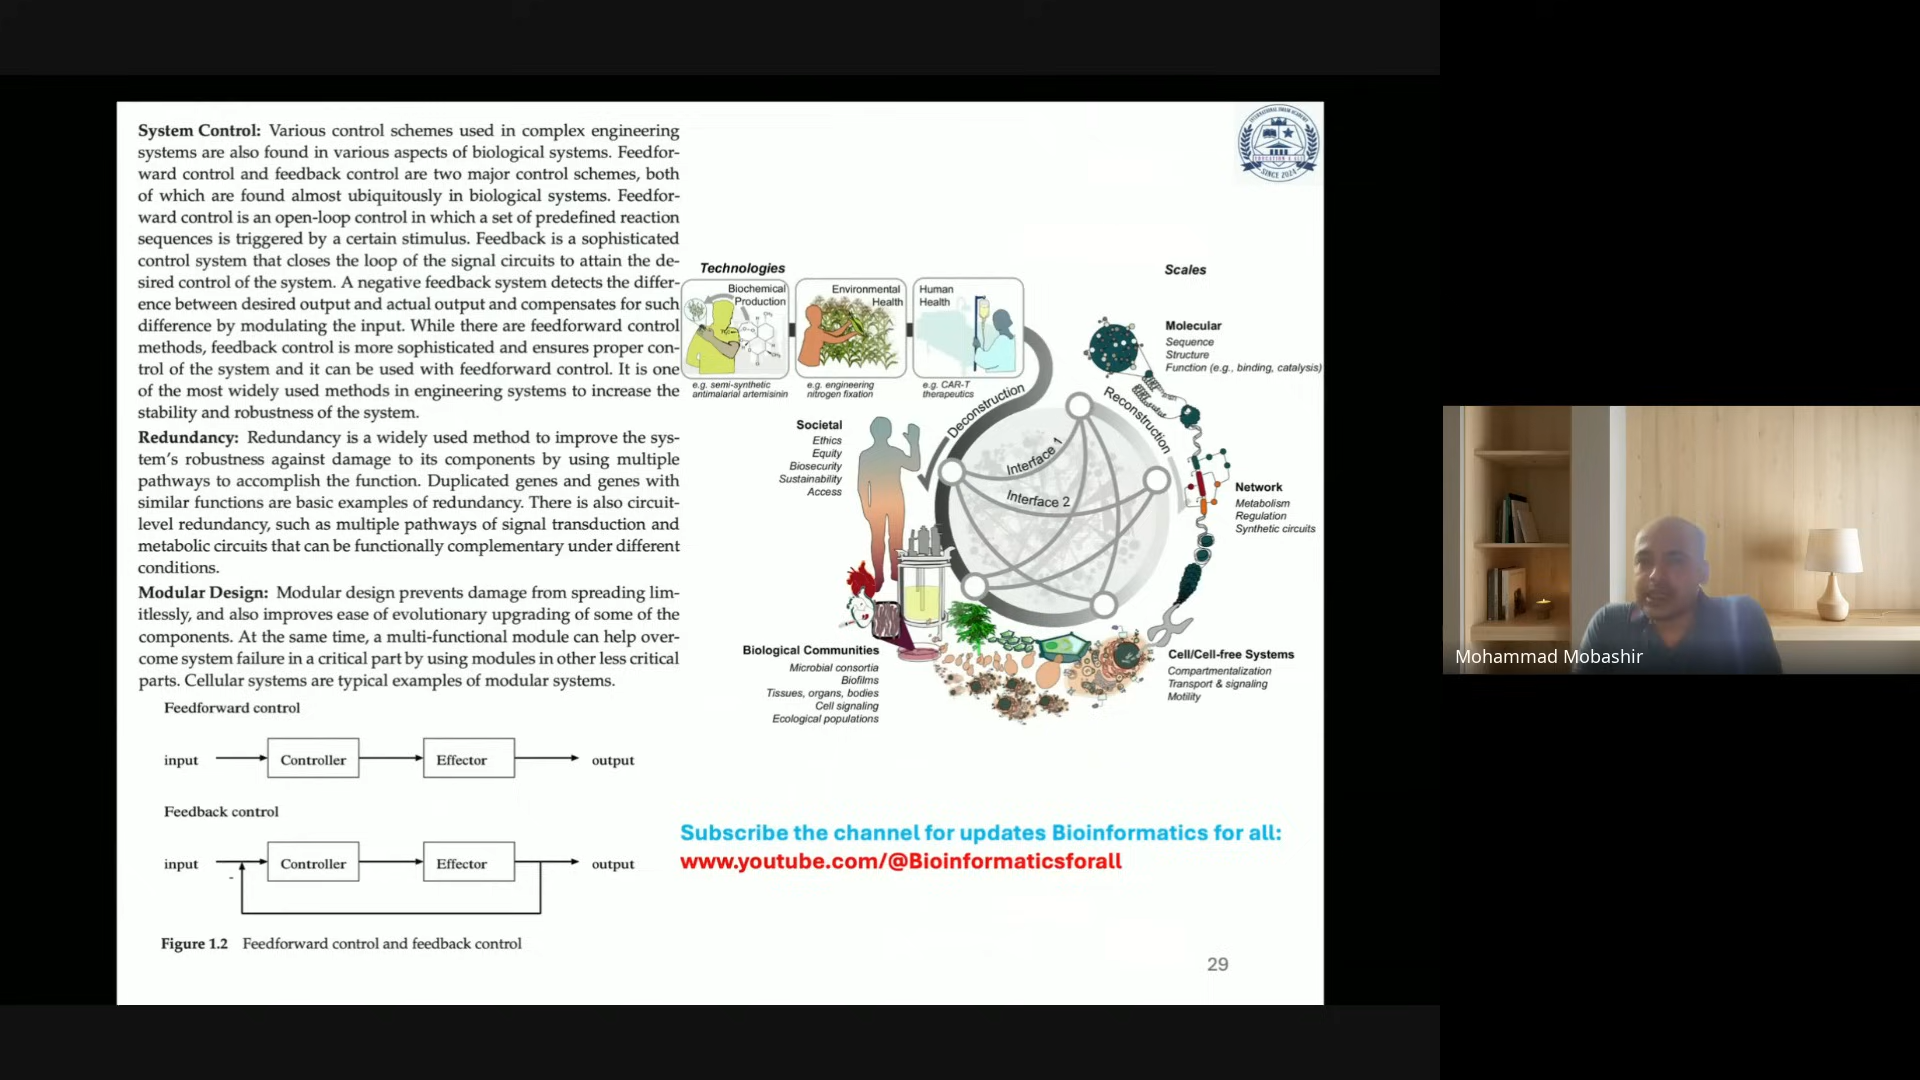 System Control: Various control schemes used in complex engineering
systems are also found in various aspects of biological systems. Feedfor-
ward control and feedback control are two major control schemes, both
of which are found almost ubiquitously in biological systems. Feedfor-
ward control is an open-loop control in which a set of predefined reaction
sequences is triggered by a certain stimulus. Feedback is a sophisticated
control system that closes the loop of the signal circuits to attain the de-
sired control of the system. A negative feedback system detects the differ-
ence between desired output and actual output and compensates for such
difference by modulating the input. While there are feedforward control
methods, feedback control is more sophisticated and ensures proper con-
trol of the system and it can be used with feedforward control. It is one
of the most widely used methods in engineering systems to increase the
stability and robustness of the system.
Redundancy: Redundancy is a widely used method to improve the sys-
tem's robustness against damage to its components by using multiple
pathways to accomplish the function. Duplicated genes and genes with
similar functions are basic examples of redundancy. There is also circuit-
level redundancy, such as multiple pathways of signal transduction and
metabolic circuits that can be functionally complementary under different
conditions.
Modular Design: Modular design prevents damage from spreading lim-
itlessly, and also improves ease of evolutionary upgrading of some of the
components. At the same time, a multi-functional module can help over-
come system failure in a critical part by using modules in other less critical
parts. Cellular systems are typical examples of modular systems.
Feedforward control
input
Controller
Effector
output
Feedback control
input
-
Controller
Effector
output
Figure 1.2 Feedforward control and feedback control
Technologies
Biochemical
Production
e.g. semi-synthetic
antimalarial artemisinin
Environmental
Health
e.g. engineering
nitrogen fixation
Human
Health
e.g. CAR-T
therapeutics
Deconstruction
Reconstruction
Interface 1
Interface 2
Scales
Molecular
Sequence
Structure
Function (e.g., binding, catalysis)
Network
Metabolism
Regulation
Synthetic circuits
Cell/Cell-free Systems
Compartmentalization
Transport & signaling
Motility
Biological Communities
Microbial consortia
Biofilms
Tissues, organs, bodies
Cell signaling
Ecological populations
Societal
Ethics
Equity
Biosecurity
Sustainability
Access
SINCE 2024
Subscribe the channel for updates Bioinformatics for all:
www.youtube.com/@Bioinformaticsforall
29
Mohammad Mobashir